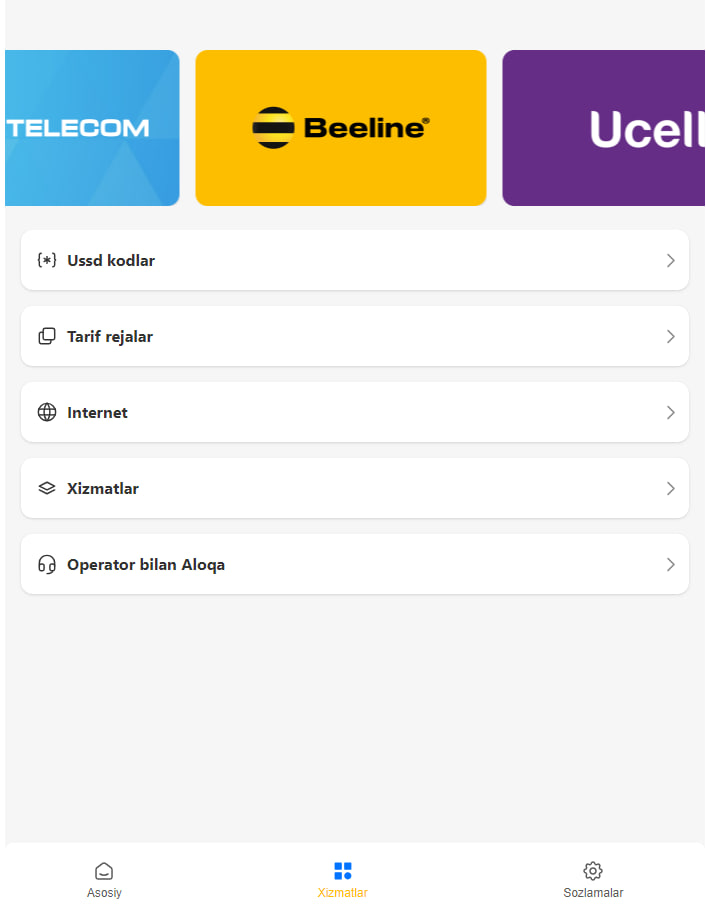 TELECOM
Beeline®
Ucell
Ussd kodlar
Tarif rejalar
Internet
Xizmatlar
Operator bilan Aloqa
Asosiy
Xizmatlar
Sozlamalar